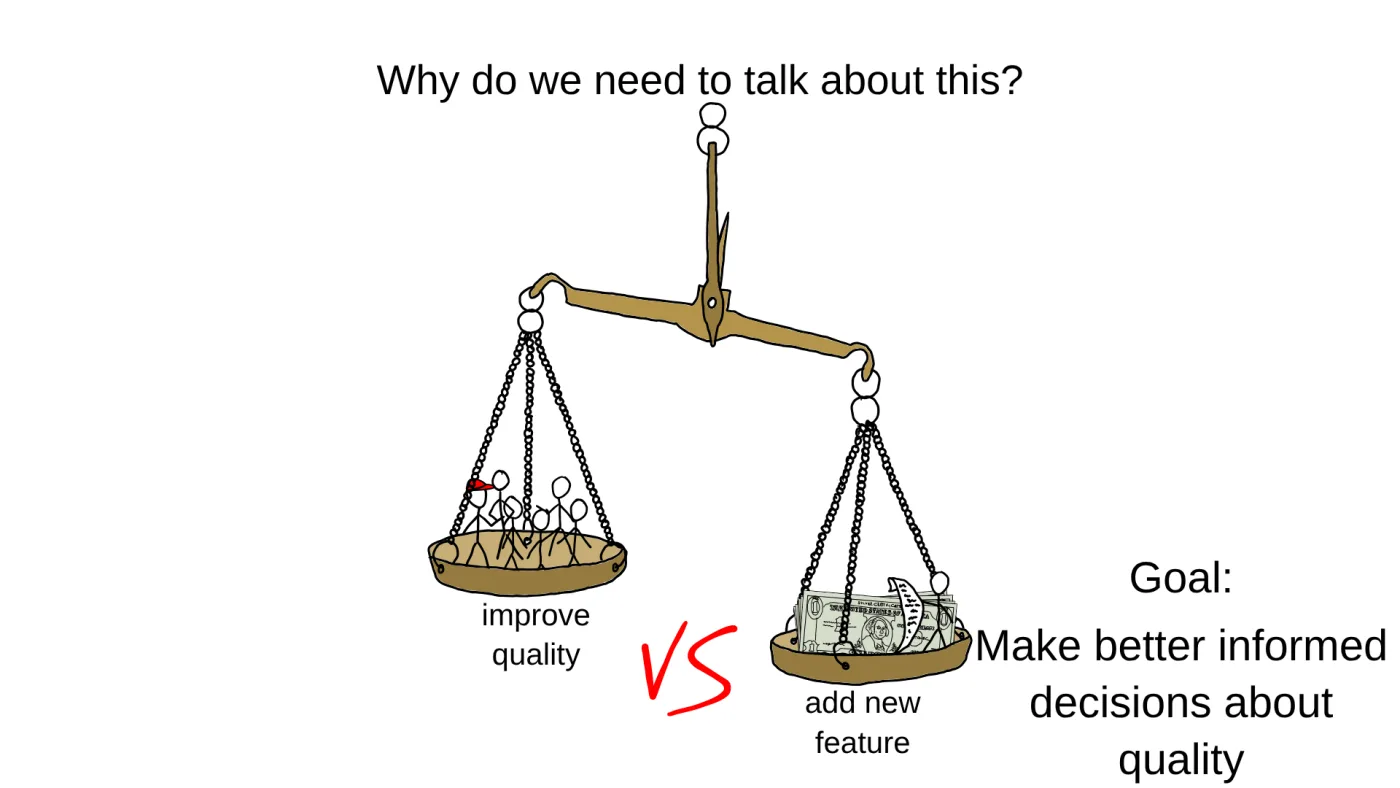 Why do we need to talk about this?
improve
quality
VS
add new
feature
Goal:
Make better informed
decisions about
quality